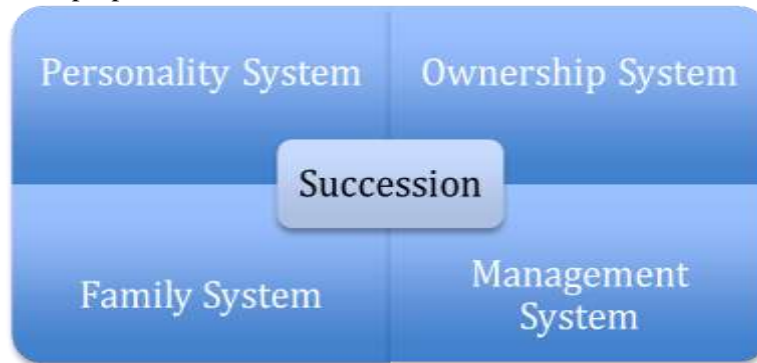 Personality System
Ownership System
Succession
Family System
Management
System